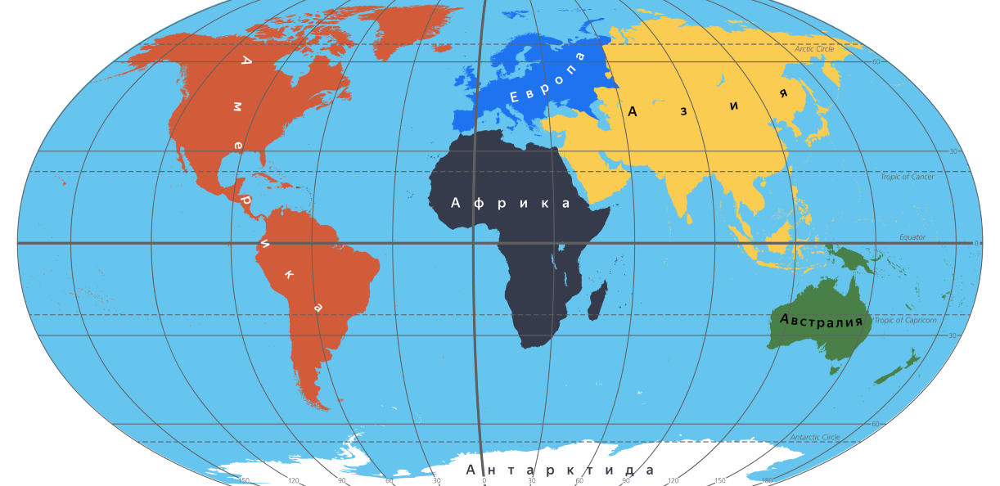 Arctic Circle
60
Европа
Азия
Америка
30
Tropic of Cancer
Африка
Equator
0
Австралия
Tropic of Capricorn
30
60
Antarctic Circle
Антарктида
150 120 90 60 30 0 30 60 90 120 150 180